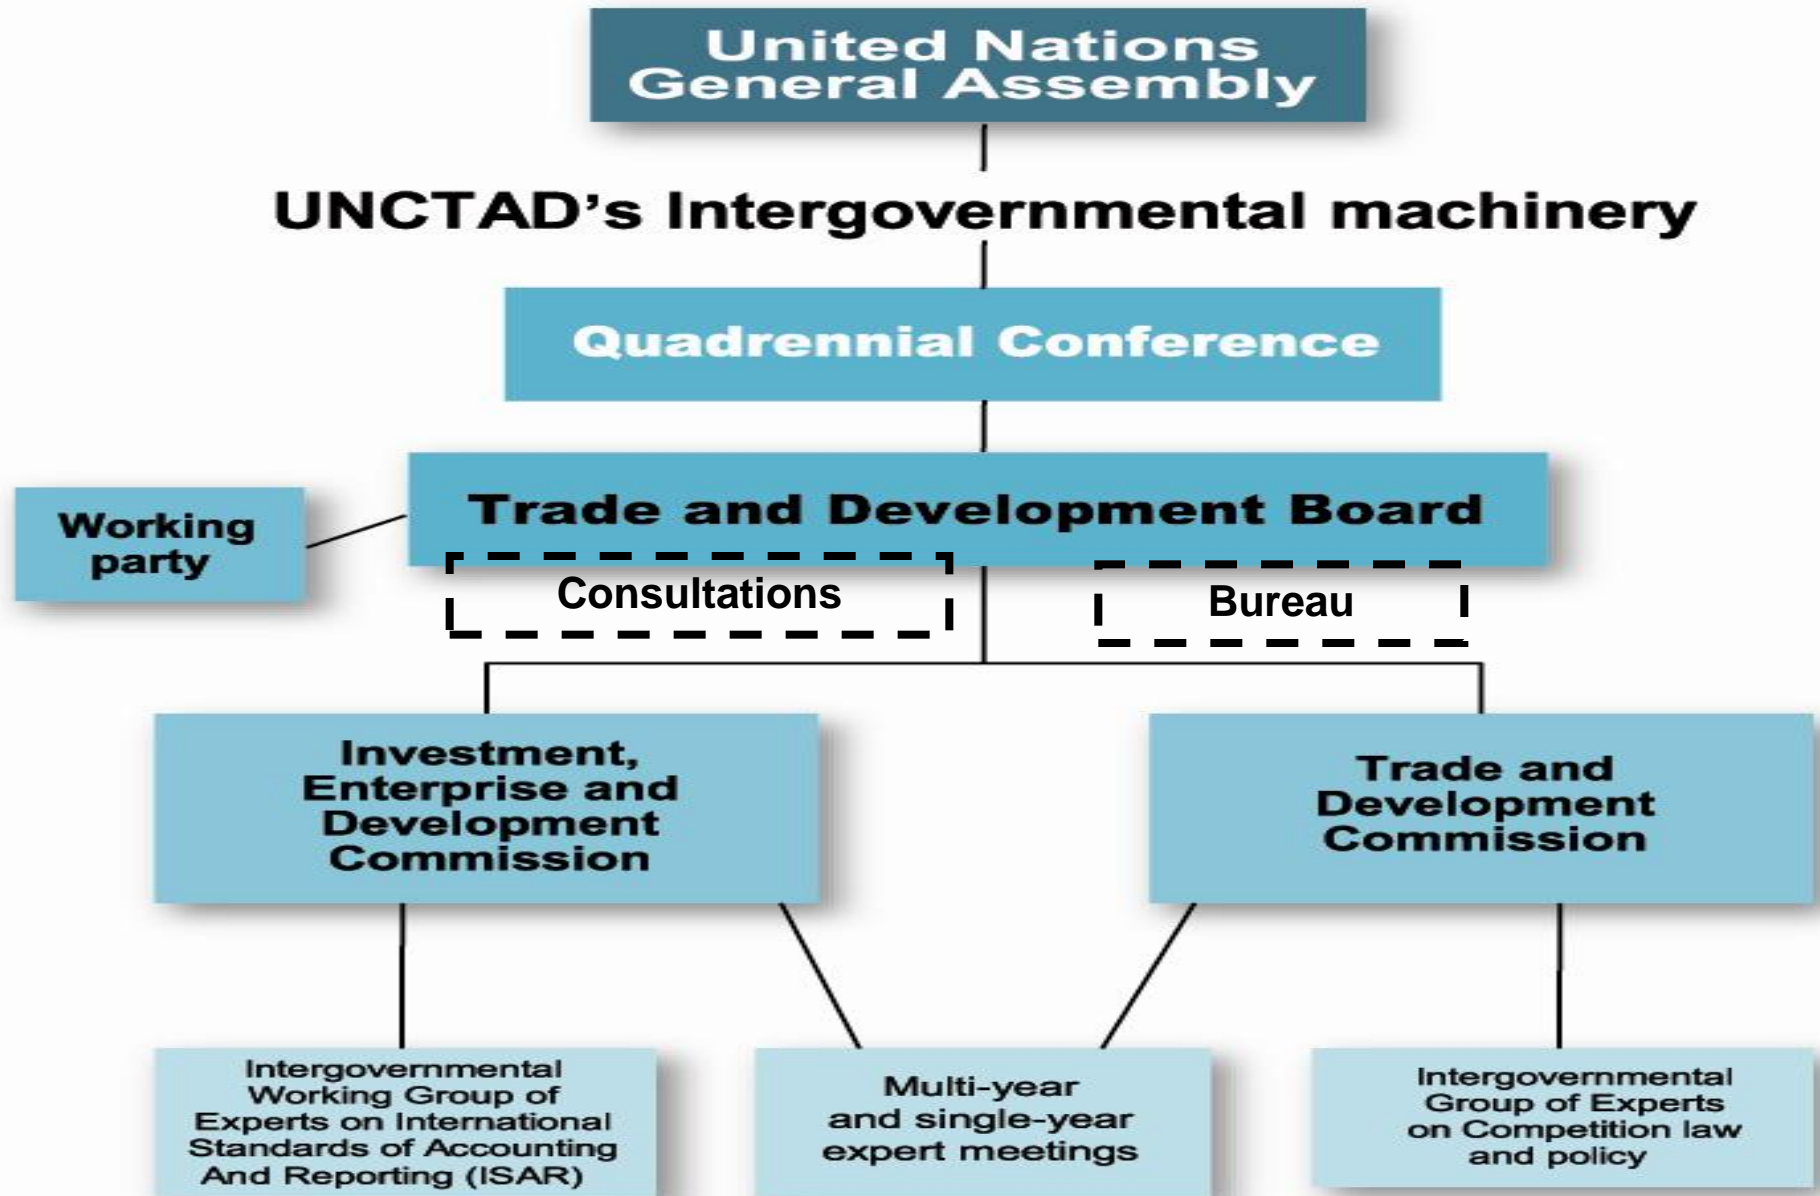 United Nations
General Assembly
UNCTAD's Intergovernmental machinery
Quadrennial Conference
Working
party
Trade and Development Board
Consultations
Bureau
Investment,
Enterprise and
Development
Commission
Trade and
Development
Commission
Intergovernmental
Working Group of
Experts on International
Standards of Accounting
And Reporting (ISAR)
Multi-year
and single-year
expert meetings
Intergovernmental
Group of Experts
on Competition law
and policy